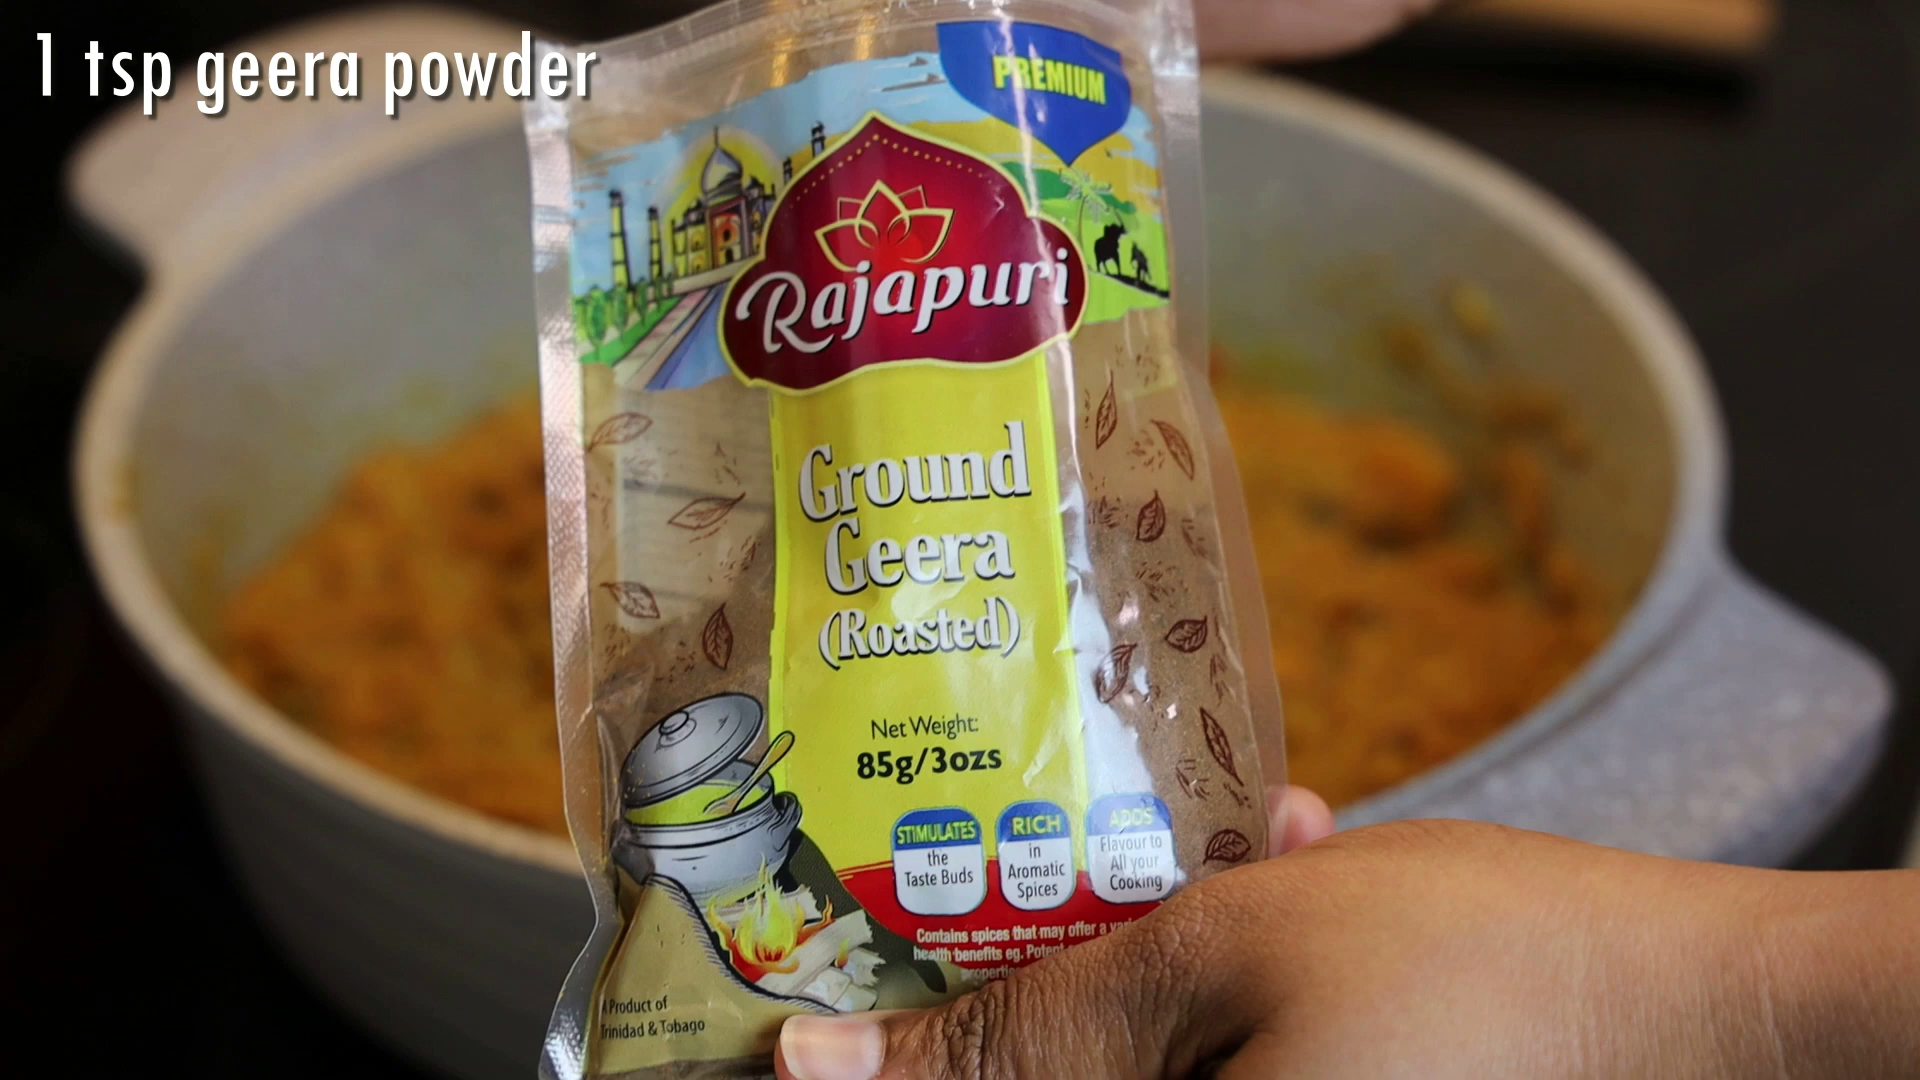 1 tsp geera powder
PREMIUM
Rajapuri
Ground
Geera
(Roasted)
Net Weight:
85g/3ozs
STIMULATES
the
Taste Buds
RICH
in
Aromatic
Spices
ADDS
Flavour to
All your
Cooking
Contains spices that may offer a
health benefits eg.
A Product of
Trinidad & Tobago